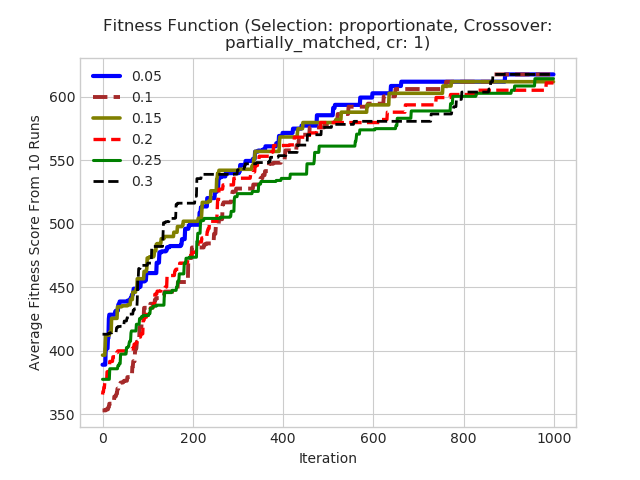 Fitness Function (Selection: proportionate, Crossover:
partially_matched, cr: 1)
Average Fitness Score From 10 Runs
600
550
500
450
400
350
0.05
0.1
0.15
0.2
0.25
0.3
0 200 400 600 800 1000
Iteration